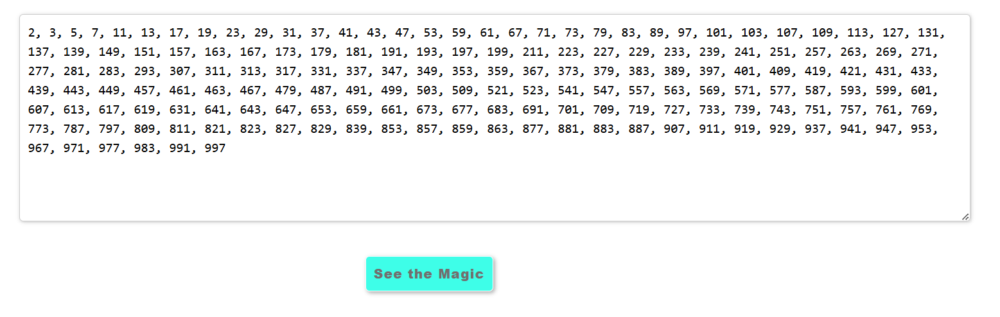 2, 3, 5, 7, 11, 13, 17, 19, 23, 29, 31, 37, 41, 43, 47, 53, 59, 61, 67, 71, 73, 79, 83, 89, 97, 101, 103, 107, 109, 113, 127, 131,
137, 139, 149, 151, 157, 163, 167, 173, 179, 181, 191, 193, 197, 199, 211, 223, 227, 229, 233, 239, 241, 251, 257, 263, 269, 271,
277, 281, 283, 293, 307, 311, 313, 317, 331, 337, 347, 349, 353, 359, 367, 373, 379, 383, 389, 397, 401, 409, 419, 421, 431, 433,
439, 443, 449, 457, 461, 463, 467, 479, 487, 491, 499, 503, 509, 521, 523, 541, 547, 557, 563, 569, 571, 577, 587, 593, 599, 601,
607, 613, 617, 619, 631, 641, 643, 647, 653, 659, 661, 673, 677, 683, 691, 701, 709, 719, 727, 733, 739, 743, 751, 757, 761, 769,
773, 787, 797, 809, 811, 821, 823, 827, 829, 839, 853, 857, 859, 863, 877, 881, 883, 887, 907, 911, 919, 929, 937, 941, 947, 953,
967, 971, 977, 983, 991, 997
See the Magic